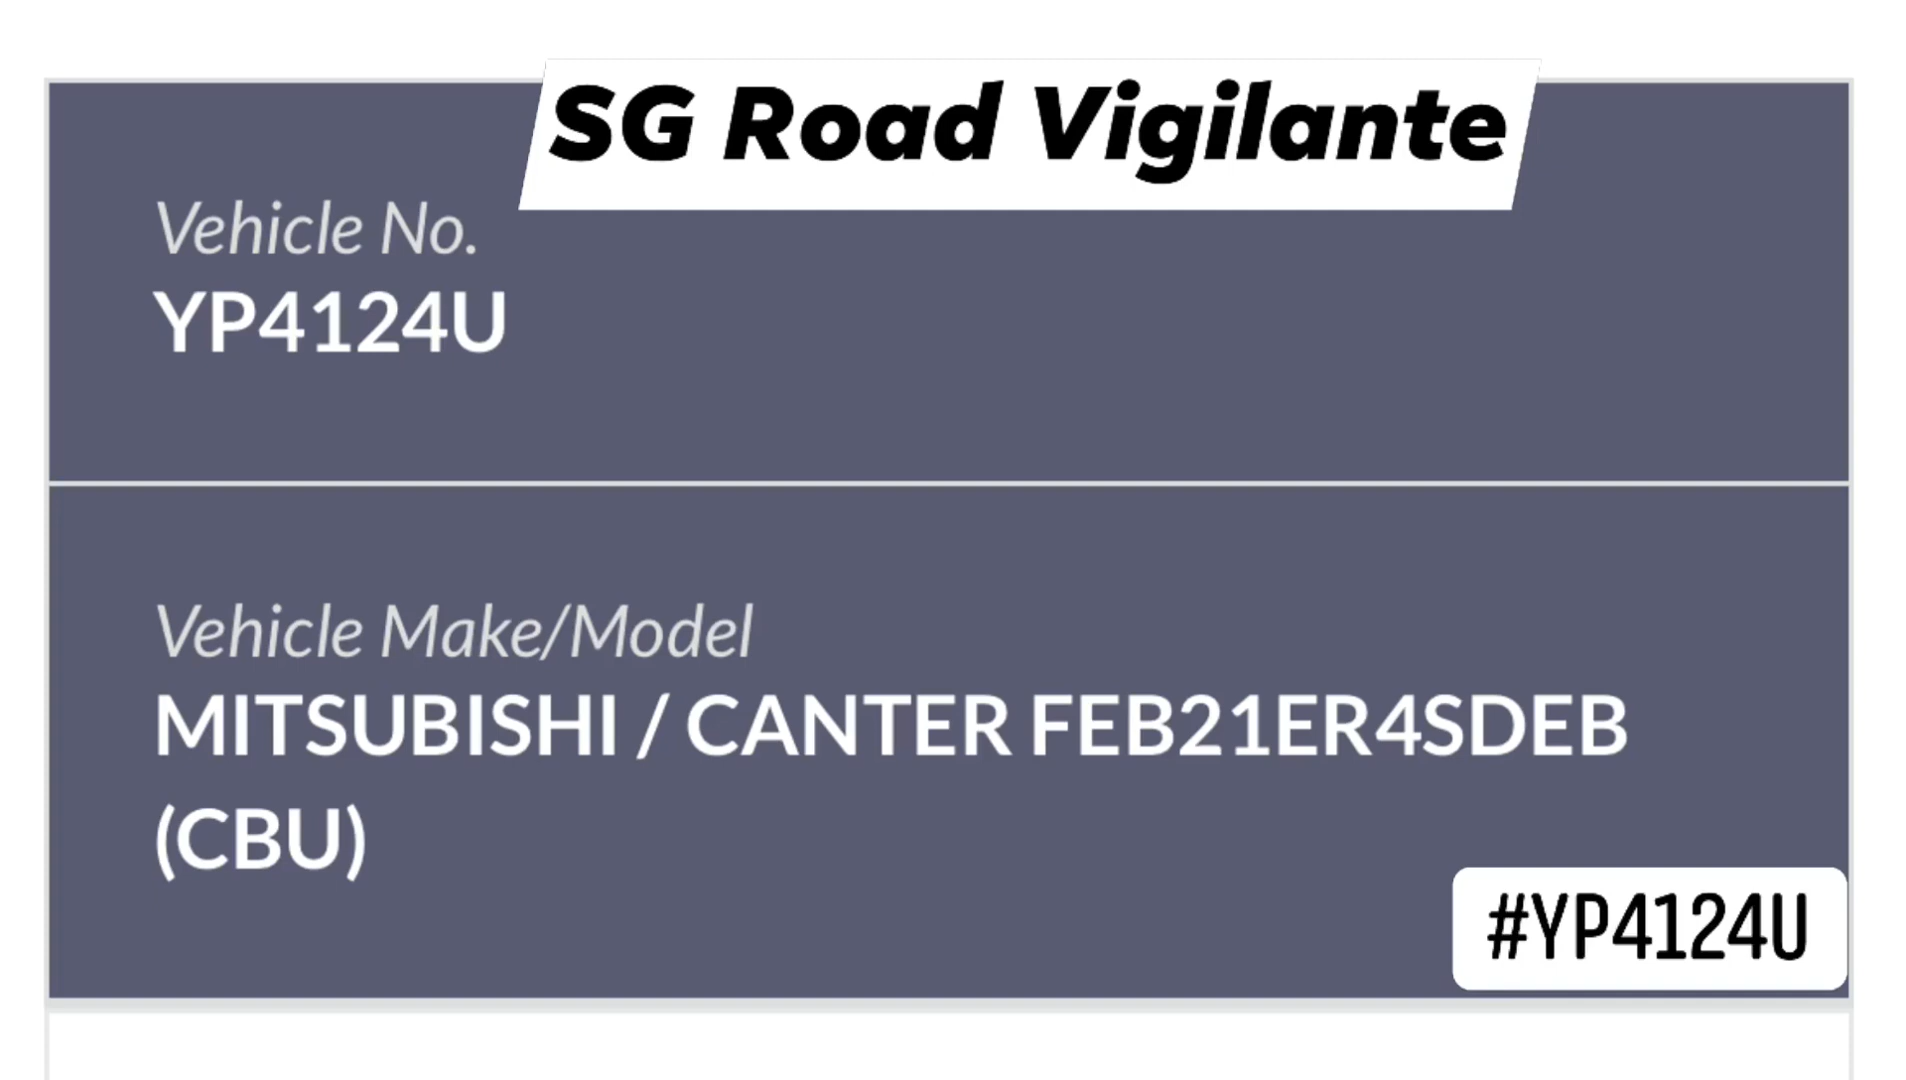 SG Road Vigilante
Vehicle No.
YP4124U
Vehicle Make/Model
MITSUBISHI / CANTER FEB21ER4SDEB
(CBU)
#YP4124U